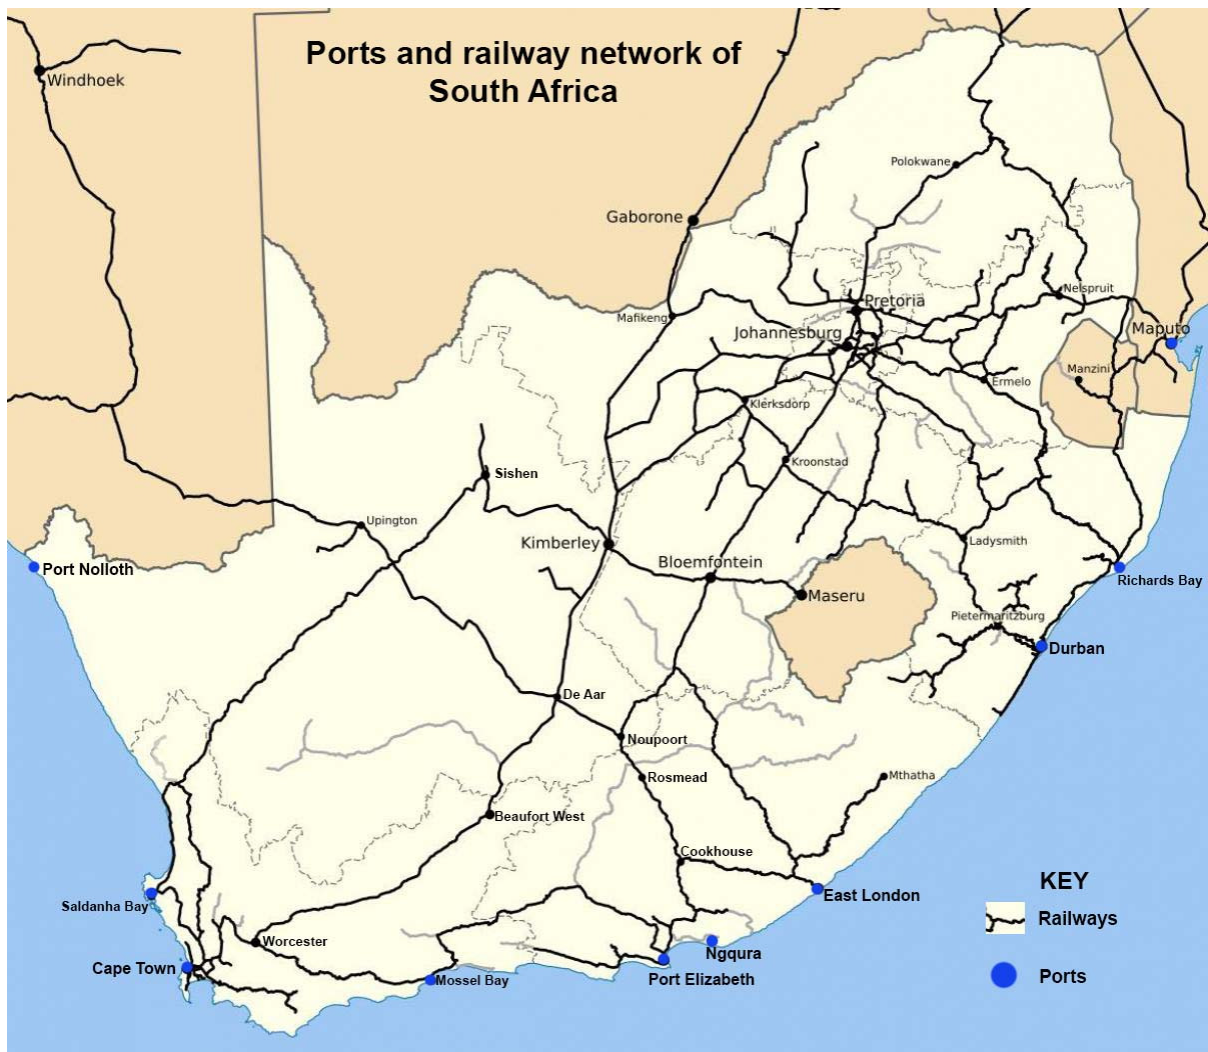 Ports and railway network of
South Africa
Windhoek
Polokwane
Gaborone
Nelspruit
Pretoria
Mafikeng
Johannesburg
Maputo
Manzini
Ermelo
Klerksdorp
Kroonstad
Sishen
Upington
Kimberley
Ladysmith
Bloemfontein
Port Nolloth
Richards Bay
Maseru
Pietermaritzburg
Durban
De Aar
Noupoort
Rosmead
Mthatha
Beaufort West
Cookhouse
KEY
East London
Saldanha Bay
Railways
Worcester
Ngqura
Cape Town
Mossel Bay
Port Elizabeth
Ports